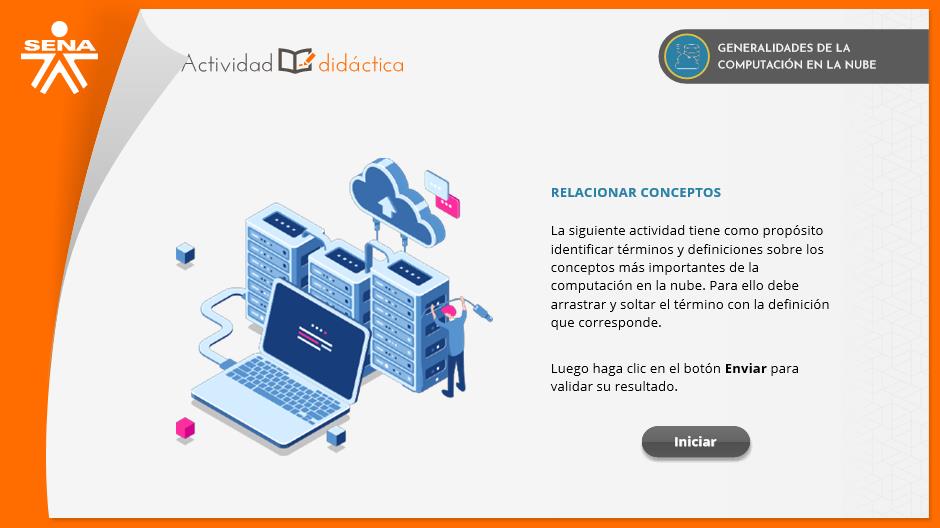 SENA
Actividad didáctica
GENERALIDADES DE LA
COMPUTACIÓN EN LA NUBE
RELACIONAR CONCEPTOS
La siguiente actividad tiene como propósito
identificar términos y definiciones sobre los
conceptos más importantes de la
computación en la nube. Para ello debe
arrastrar y soltar el término con la definición
que corresponde.
Luego haga clic en el botón Enviar para
validar su resultado.
Iniciar